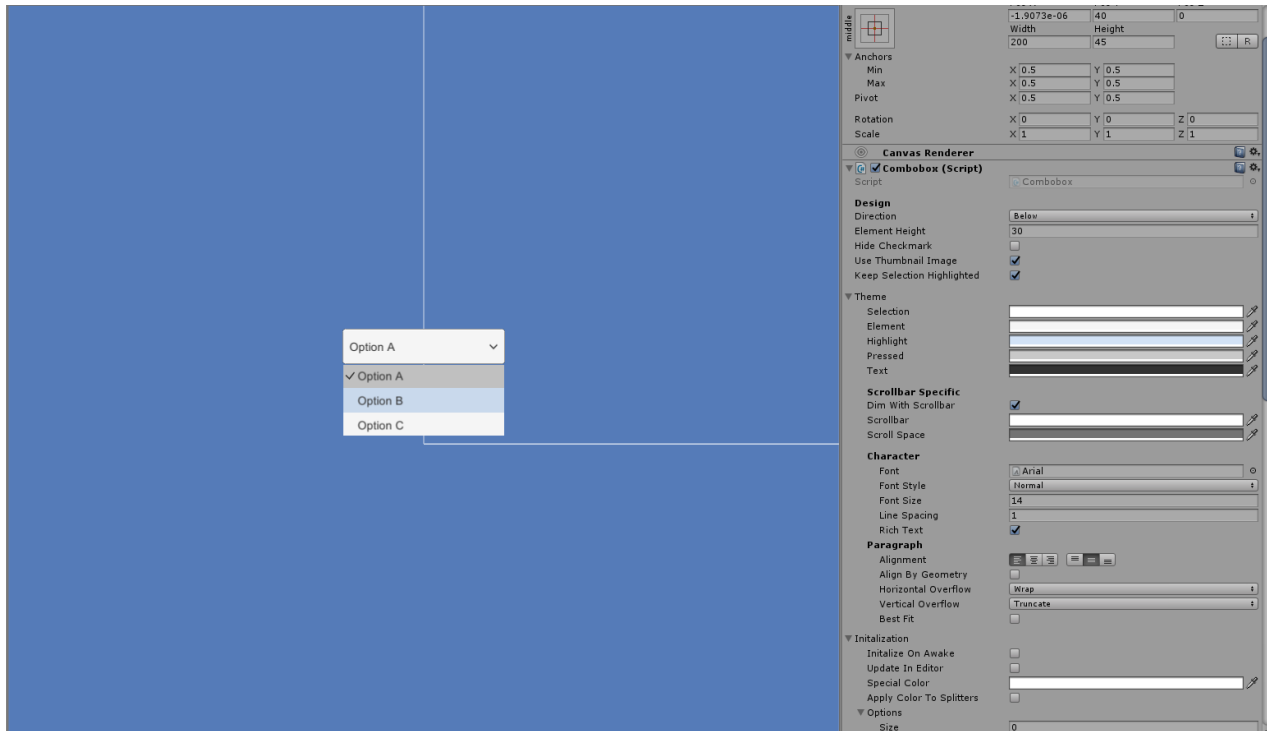 Option A
✓ Option A
Option B
Option C
middle
-1.9073e-06 40 0
Width Height
200 45 R
Anchors
Min X 0.5 Y 0.5
Max X 0.5 Y 0.5
Pivot X 0.5 Y 0.5
Rotation X 0 Y 0 Z 0
Scale X 1 Y 1 Z 1
Canvas Renderer
Combobox (Script)
Script Combobox
Design
Direction Below
Element Height 30
Hide Checkmark
Use Thumbnail Image
Keep Selection Highlighted
Theme
Selection
Element
Highlight
Pressed
Text
Scrollbar Specific
Dim With Scrollbar
Scrollbar
Scroll Space
Character
Font Arial
Font Style Normal
Font Size 14
Line Spacing 1
Rich Text
Paragraph
Alignment
Align By Geometry
Horizontal Overflow Wrap
Vertical Overflow Truncate
Best Fit
Initalization
Initalize On Awake
Update In Editor
Special Color
Apply Color To Splitters
Options
Size 0